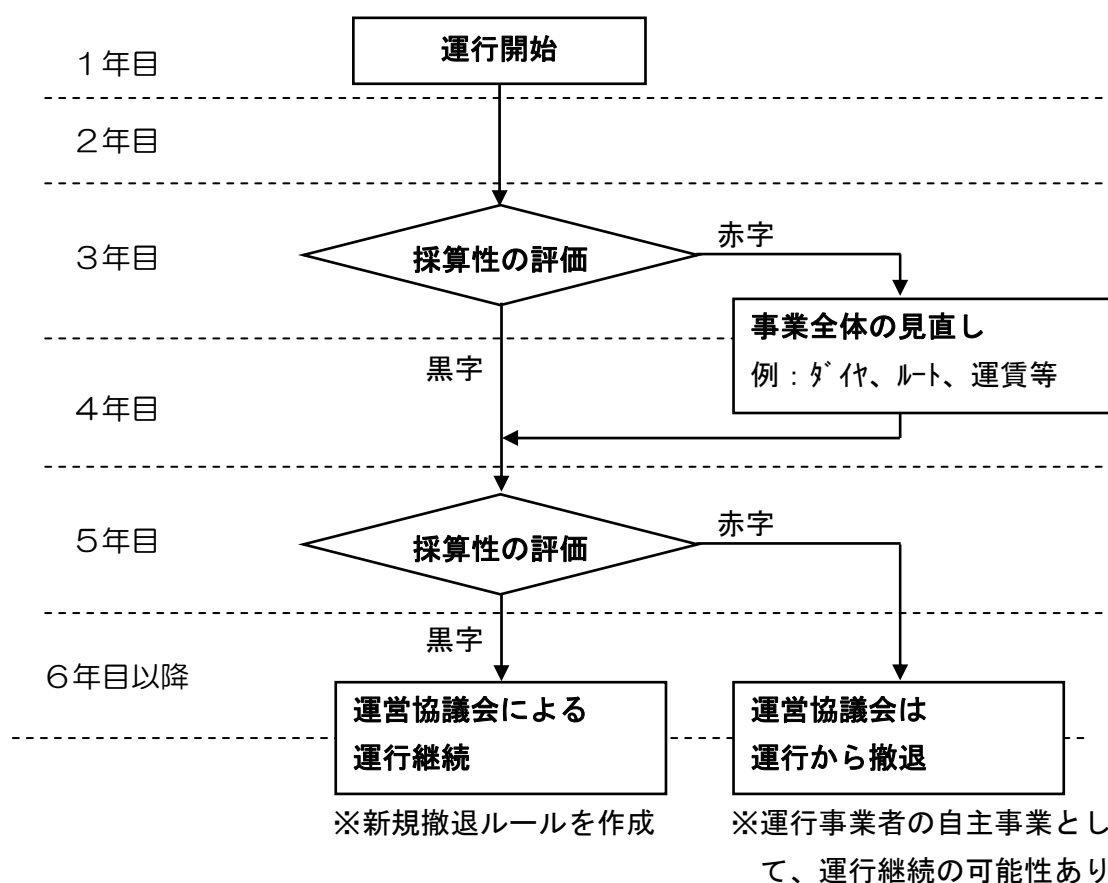 運行開始
１年目
２年目
３年目
採算性の評価
赤字
事業全体の見直し
例：ﾀﾞｲﾔ、ﾙｰﾄ、運賃等
黒字
４年目
５年目
採算性の評価
赤字
黒字
６年目以降
運営協議会による
運行継続
運営協議会は
運行から撤退
※新規撤退ルールを作成
※運行事業者の自主事業とし
て、運行継続の可能性あり